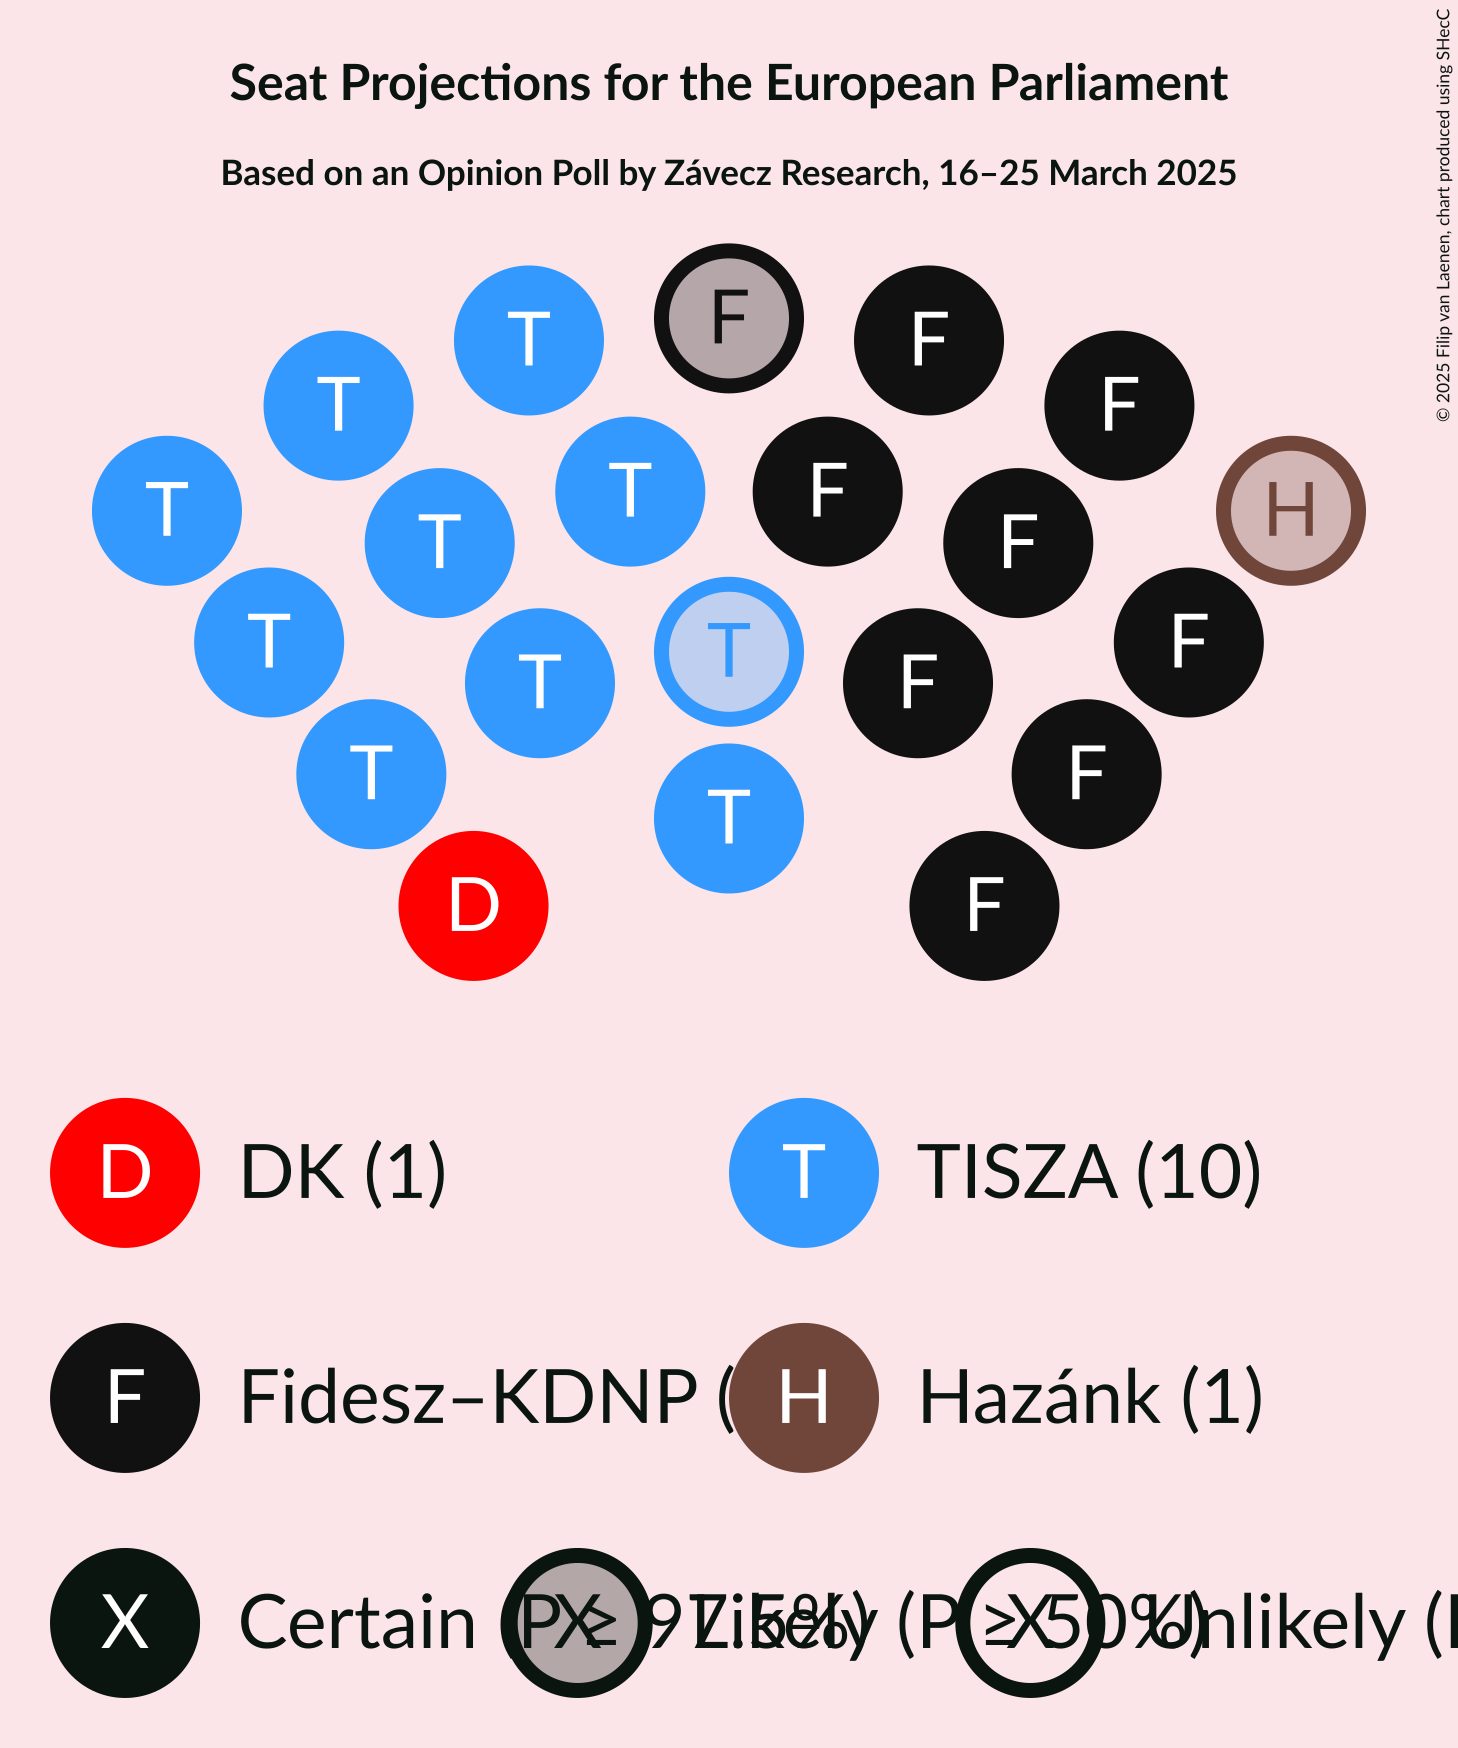 Seat Projections for the European Parliament
Based on an Opinion Poll by Závecz Research, 16–25 March 2025
© 2025 Filip van Laenen, chart produced using SHecC
F
T F
T F
T T F H
T F
T F
T T F
T F
T
D F
D DK (1) T TISZA (10)
F Fidesz–KDNP ( H Hazánk (1)
X Certain (P ≥ 97.5%) X Likely (P ≥ 50%) X Unlikely (